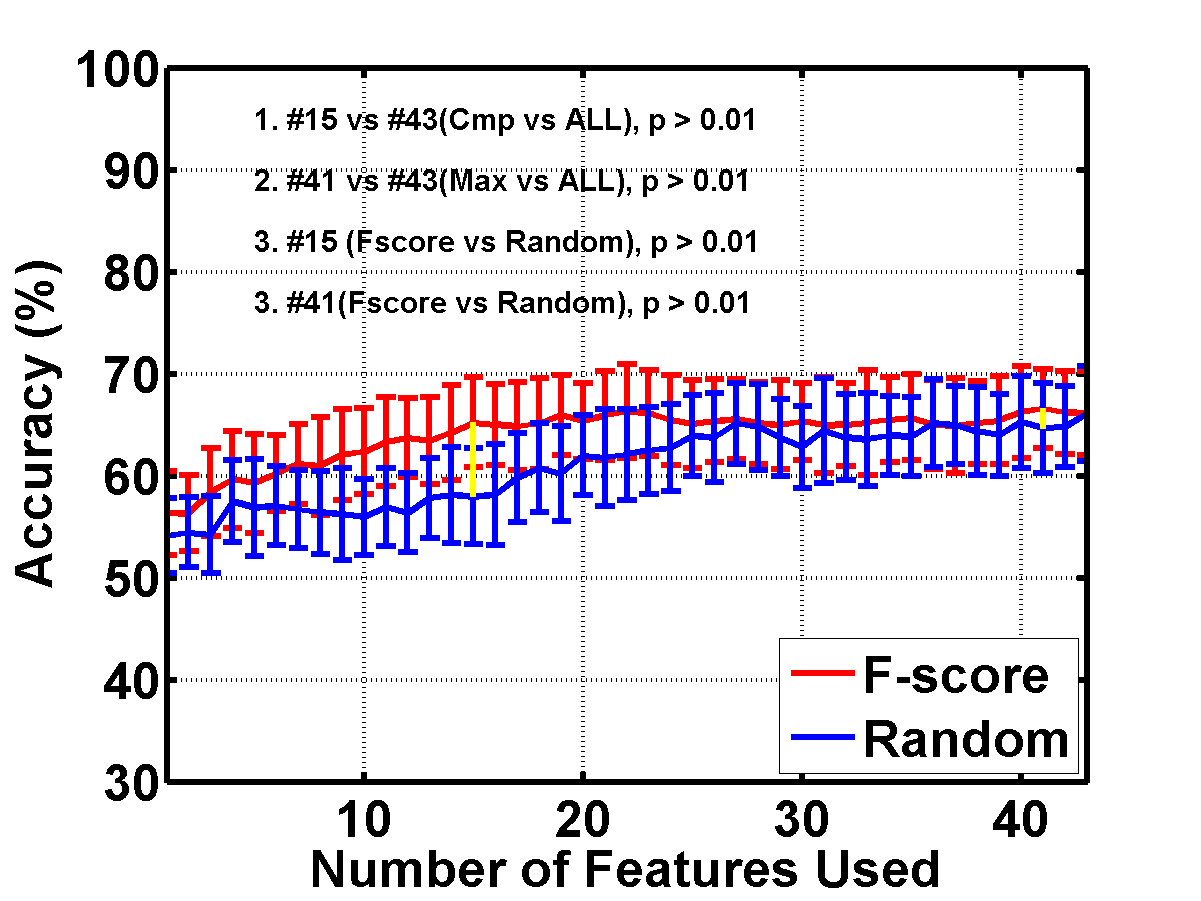 100
90
80
70
60
50
40
30
1. #15 vs #43(Cmp vs ALL), p > 0.01
2. #41 vs #43(Max vs ALL), p > 0.01
3. #15 (Fscore vs Random), p > 0.01
3. #41(Fscore vs Random), p > 0.01
Accuracy (%)
F-score
Random
10 20 30 40
Number of Features Used